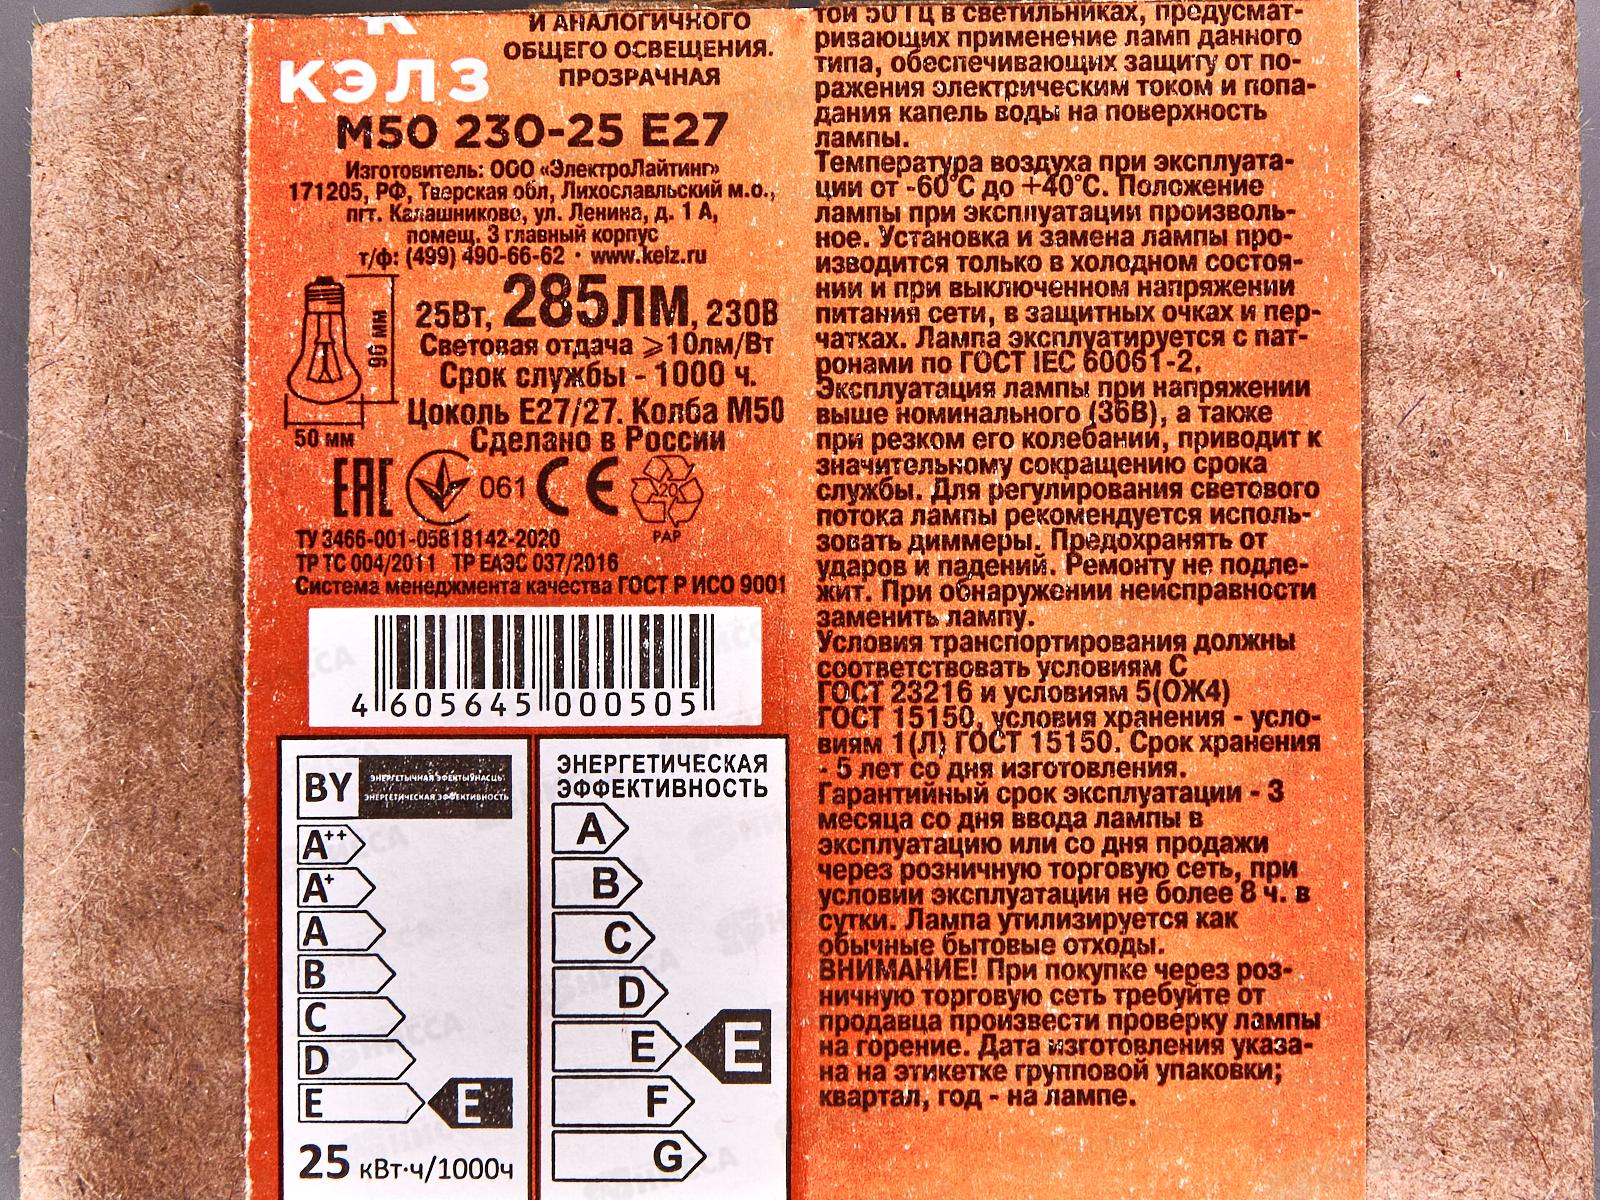 К
КЭЛЗ
И АНАЛОГИЧНОГО
ОБЩЕГО ОСВЕЩЕНИЯ.
ПРОЗРАЧНАЯ
М50 230-25 Е27
Изготовитель: ООО «ЭлектроЛайтинг»
171205, РФ, Тверская обл, Лихославльский м.о.,
пгт. Калашниково, ул. Ленина, д. 1 А,
помещ. 3 главный корпус
т/ф: (499) 490-66-62 · www.kelz.ru
90 мм
50 мм
25Вт, 285ЛМ, 230В
Световая отдача ⩾10лм/Вт
Срок службы - 1000 ч.
Цоколь Е27/27. Колба М50
Сделано в России
ЕАС 061 CE 20
PAP
ТУ 3466-001-05818142-2020
ТР ТС 004/2011 ТР ЕАЭС 037/2016
Система менеджмента качества ГОСТ Р ИСО 9001
4 605645 000505
BY
ЭНЕРГЕТЫЧНАЯ ЭФЕКТЫЎНАСЦЬ
ЭНЕРГЕТИЧЕСКАЯ ЭФФЕКТИВНОСТЬ
A++
A+
A
B
C
D
E E
25 кВт·ч/1000ч
ЭНЕРГЕТИЧЕСКАЯ
ЭФФЕКТИВНОСТЬ
A
B
C
D
E E
F
G
той 50 Гц в светильниках, предусмат-
ривающих применение ламп данного
типа, обеспечивающих защиту от по-
ражения электрическим током и попа-
дания капель воды на поверхность
лампы.
Температура воздуха при эксплуата-
ции от -60°С до +40°С. Положение
лампы при эксплуатации произволь-
ное. Установка и замена лампы про-
изводится только в холодном состоя-
нии и при выключенном напряжении
питания сети, в защитных очках и пер-
чатках. Лампа эксплуатируется с пат-
ронами по ГОСТ IEC 60061-2.
Эксплуатация лампы при напряжении
выше номинального (36В), а также
при резком его колебании, приводит к
значительному сокращению срока
службы. Для регулирования светового
потока лампы рекомендуется исполь-
зовать диммеры. Предохранять от
ударов и падений. Ремонту не подле-
жит. При обнаружении неисправности
заменить лампу.
Условия транспортирования должны
соответствовать условиям С
ГОСТ 23216 и условиям 5(ОЖ4)
ГОСТ 15150, условия хранения - усло-
виям 1(Л) ГОСТ 15150. Срок хранения
- 5 лет со дня изготовления.
Гарантийный срок эксплуатации - 3
месяца со дня ввода лампы в
эксплуатацию или со дня продажи
через розничную торговую сеть, при
условии эксплуатации не более 8 ч. в
сутки. Лампа утилизируется как
обычные бытовые отходы.
ВНИМАНИЕ! При покупке через роз-
ничную торговую сеть требуйте от
продавца произвести проверку лампы
на горение. Дата изготовления указа-
на на этикетке групповой упаковки;
квартал, год - на лампе.